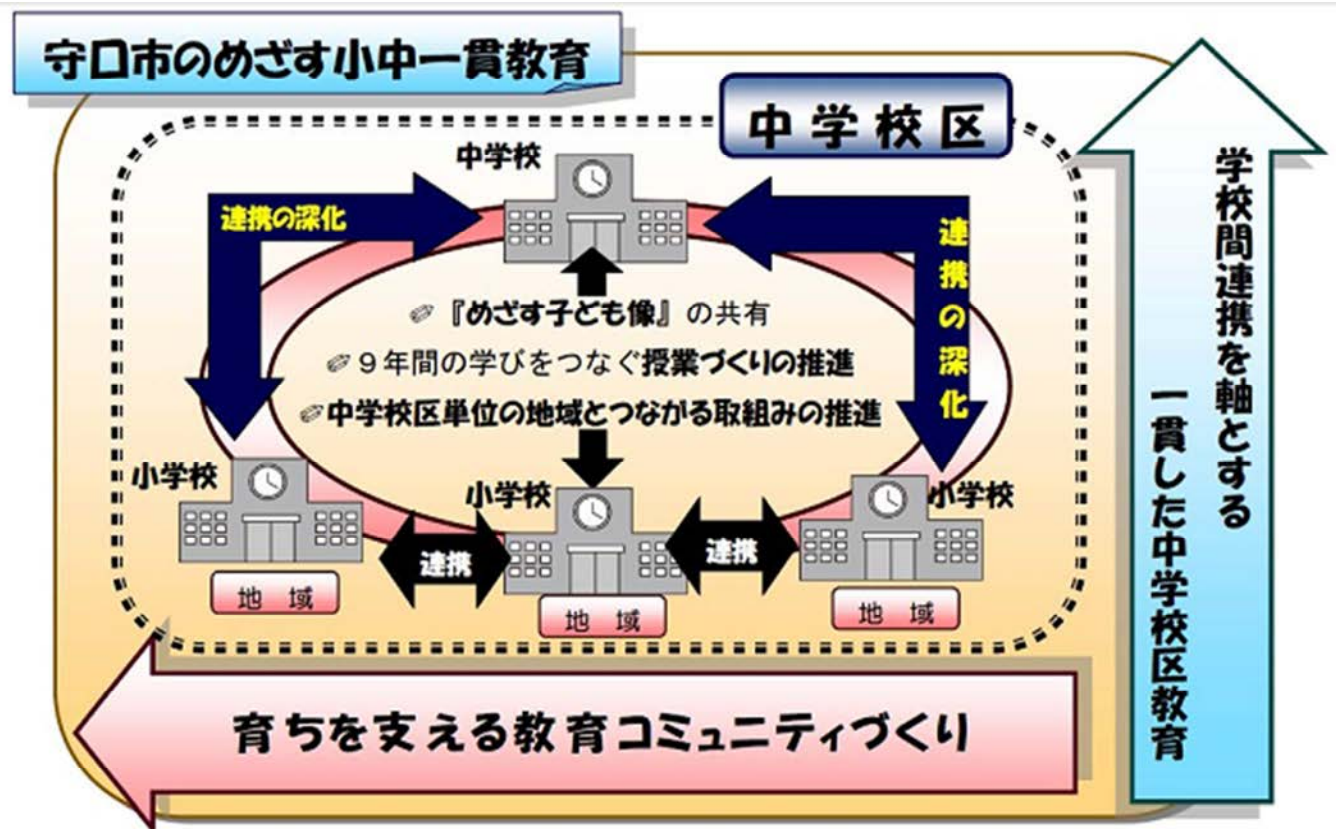 守口市のめざす小中一貫教育
中学校区
中学校
連携の深化
連携の深化
『めざす子ども像』の共有
９年間の学びをつなぐ授業づくりの推進
中学校区単位の地域とつながる取組みの推進
小学校
小学校
小学校
連携
連携
地　域
地　域
地　域
育ちを支える教育コミュニティづくり
学校間連携を軸とする
一貫した中学校区教育